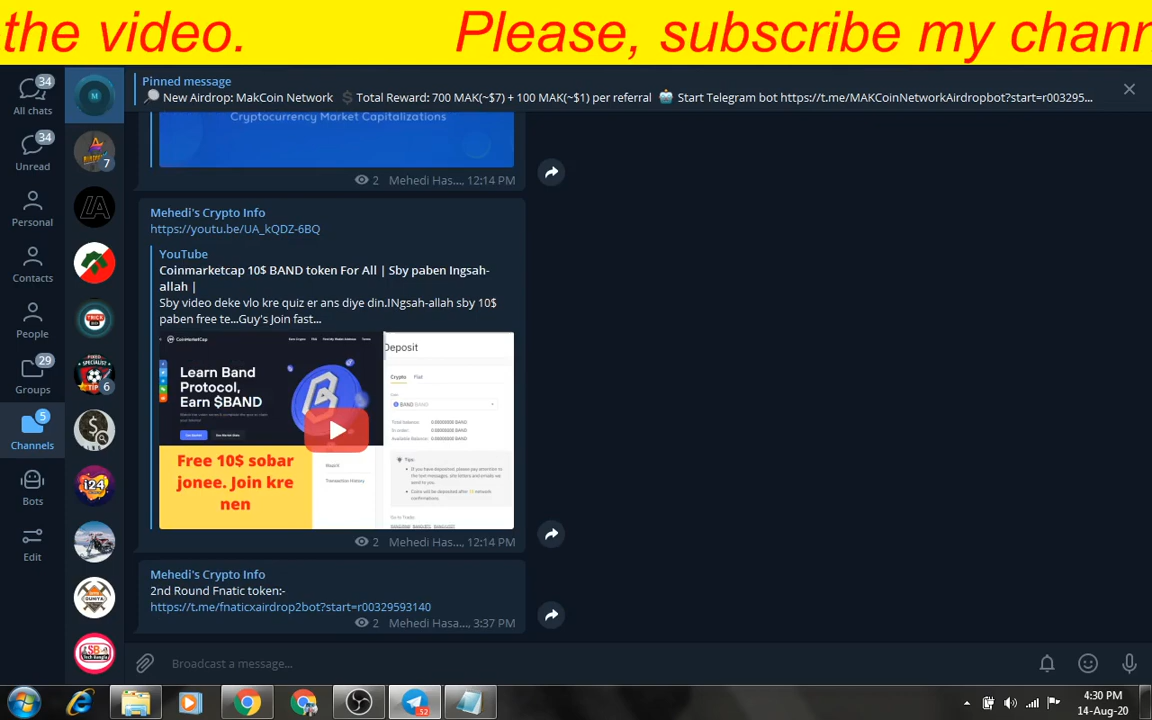 the video. Please, subscribe my chann
34
All chats
34
Unread
Personal
Contacts
People
29
Groups
5
Channels
Bots
Edit
M
7
6
Pinned message
New Airdrop: MakCoin Network Total Reward: 700 MAK(~$7) + 100 MAK(~$1) per referral Start Telegram bot https://t.me/MAKCoinNetworkAirdropbot?start=r003295...
Cryptocurrency Market Capitalizations
2 Mehedi Has..., 12:14 PM
Mehedi's Crypto Info
https://youtu.be/UA_kQDZ-6BQ
YouTube
Coinmarketcap 10$ BAND token For All | Sby paben Ingsah-
allah |
Sby video deke vlo kre quiz er ans diye din.INgsah-allah sby 10$
paben free te...Guy's Join fast...
CoinMarketCap
Learn Band
Protocol,
Earn $BAND
Deposit
Crypto Fiat
BAND
Free 10$ sobar
jonee. Join kre
nen
Transaction History
2 Mehedi Has..., 12:14 PM
Mehedi's Crypto Info
2nd Round Fnatic token:-
https://t.me/fnaticxairdrop2bot?start=r00329593140
2 Mehedi Hasa..., 3:37 PM
Broadcast a message...
52
4:30 PM
14-Aug-20